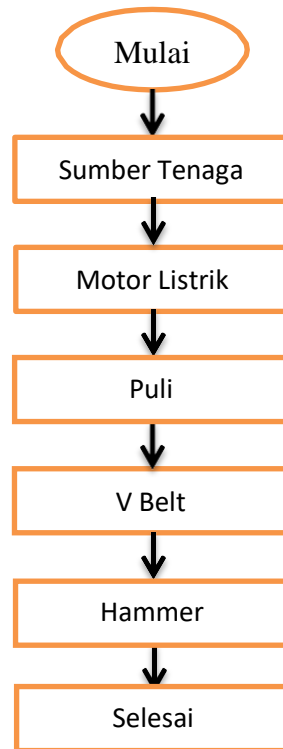 Mulai
Sumber Tenaga
Motor Listrik
Puli
V Belt
Hammer
Selesai